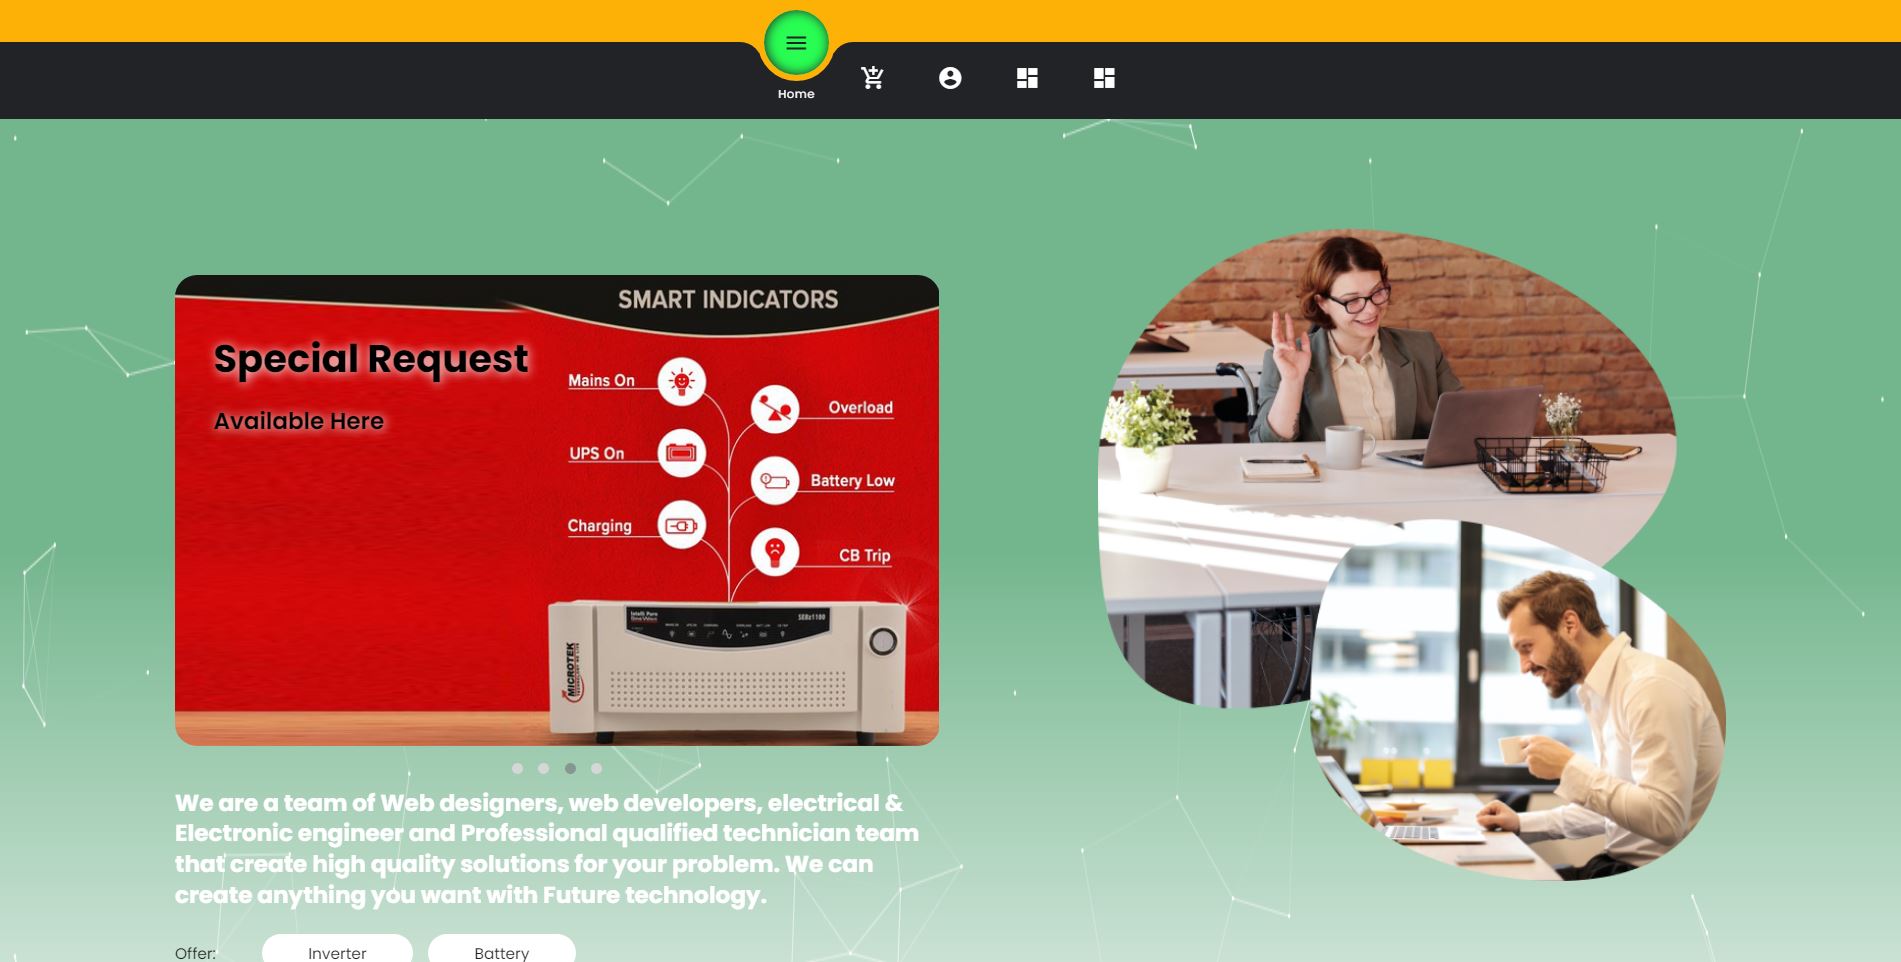 Home
SMART INDICATORS
Special Request
Available Here
Mains On
Overload
UPS On
Battery Low
Charging
CB Trip
SEBz1100
MICROTEK
We are a team of Web designers, web developers, electrical &
Electronic engineer and Professional qualified technician team
that create high quality solutions for your problem. We can
create anything you want with Future technology.
Offer:
Inverter
Battery